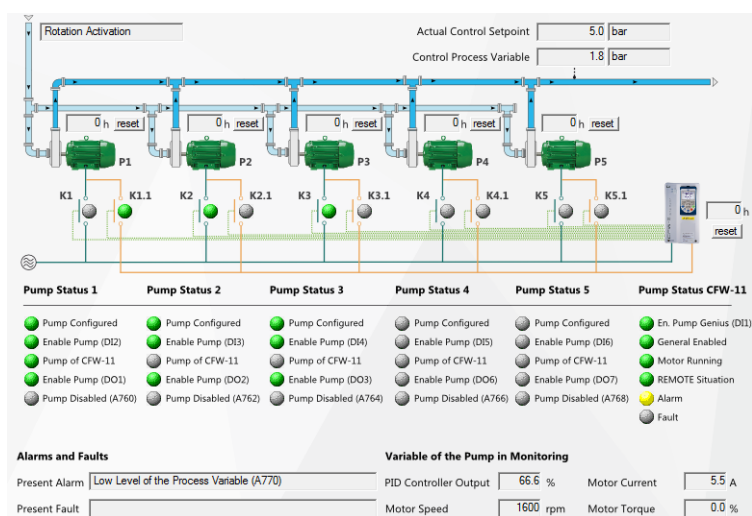 Rotation Activation
Actual Control Setpoint 5.0 bar
Control Process Variable 1.8 bar
0 h reset 0 h reset 0 h reset 0 h reset 0 h reset
P1 P2 P3 P4 P5
K1 K1.1 K2 K2.1 K3 K3.1 K4 K4.1 K5 K5.1
0 h
reset
Pump Status 1 Pump Status 2 Pump Status 3 Pump Status 4 Pump Status 5 Pump Status CFW-11
Pump Configured Pump Configured Pump Configured Pump Configured Pump Configured En. Pump Genius (DI1)
Enable Pump (DI2) Enable Pump (DI3) Enable Pump (DI4) Enable Pump (DI5) Enable Pump (DI6) General Enabled
Pump of CFW-11 Pump of CFW-11 Pump of CFW-11 Pump of CFW-11 Pump of CFW-11 Motor Running
Enable Pump (DO1) Enable Pump (DO2) Enable Pump (DO3) Enable Pump (DO6) Enable Pump (DO7) REMOTE Situation
Pump Disabled (A760) Pump Disabled (A762) Pump Disabled (A764) Pump Disabled (A766) Pump Disabled (A768) Alarm
Fault
Alarms and Faults Variable of the Pump in Monitoring
Present Alarm Low Level of the Process Variable (A770) PID Controller Output 66.6 % Motor Current 5.5 A
Present Fault Motor Speed 1600 rpm Motor Torque 0.0 %